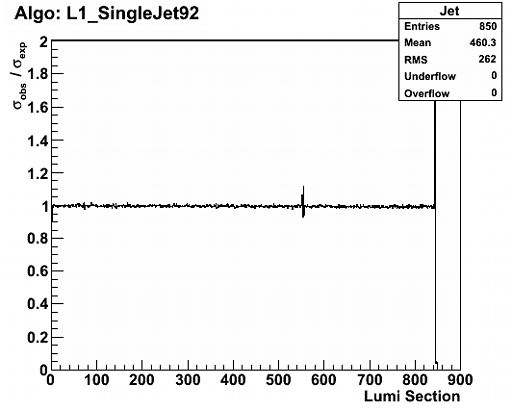 Algo: L1_SingleJet92
Jet
Entries 850
Mean 460.3
RMS 262
Underflow 0
Overflow 0
σobs / σexp
2
1.8
1.6
1.4
1.2
1
0.8
0.6
0.4
0.2
0
0 100 200 300 400 500 600 700 800 900
Lumi Section